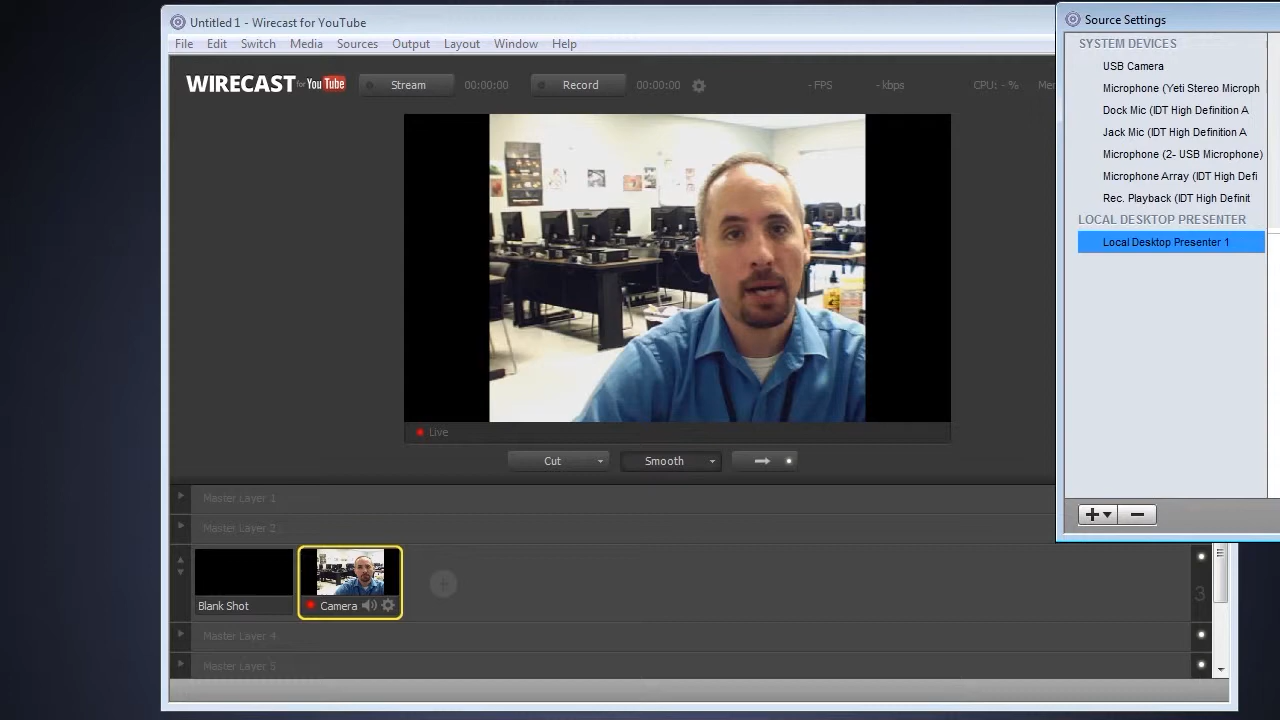 Untitled 1 - Wirecast for YouTube
File Edit Switch Media Sources Output Layout Window Help
WIRECAST for YouTube Stream 00:00:00 Record 00:00:00 - FPS - kbps CPU: - %
Live
Cut Smooth
Master Layer 1
Master Layer 2
Blank Shot Camera
3
Master Layer 4
Master Layer 5
Source Settings
SYSTEM DEVICES
USB Camera
Microphone (Yeti Stereo Microph
Dock Mic (IDT High Definition A
Jack Mic (IDT High Definition A
Microphone (2- USB Microphone)
Microphone Array (IDT High Defi
Rec. Playback (IDT High Definit
LOCAL DESKTOP PRESENTER
Local Desktop Presenter 1